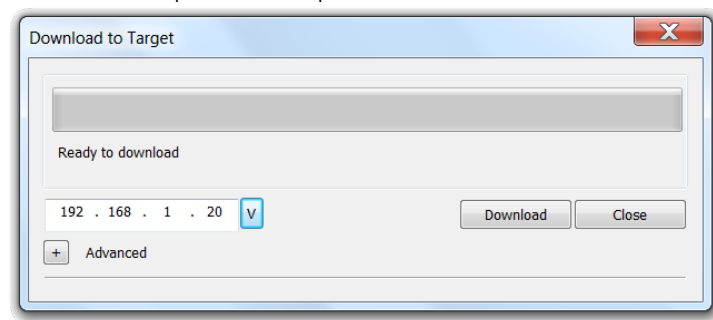 Download to Target
X
Ready to download
192 . 168 . 1 . 20 V Download Close
+ Advanced